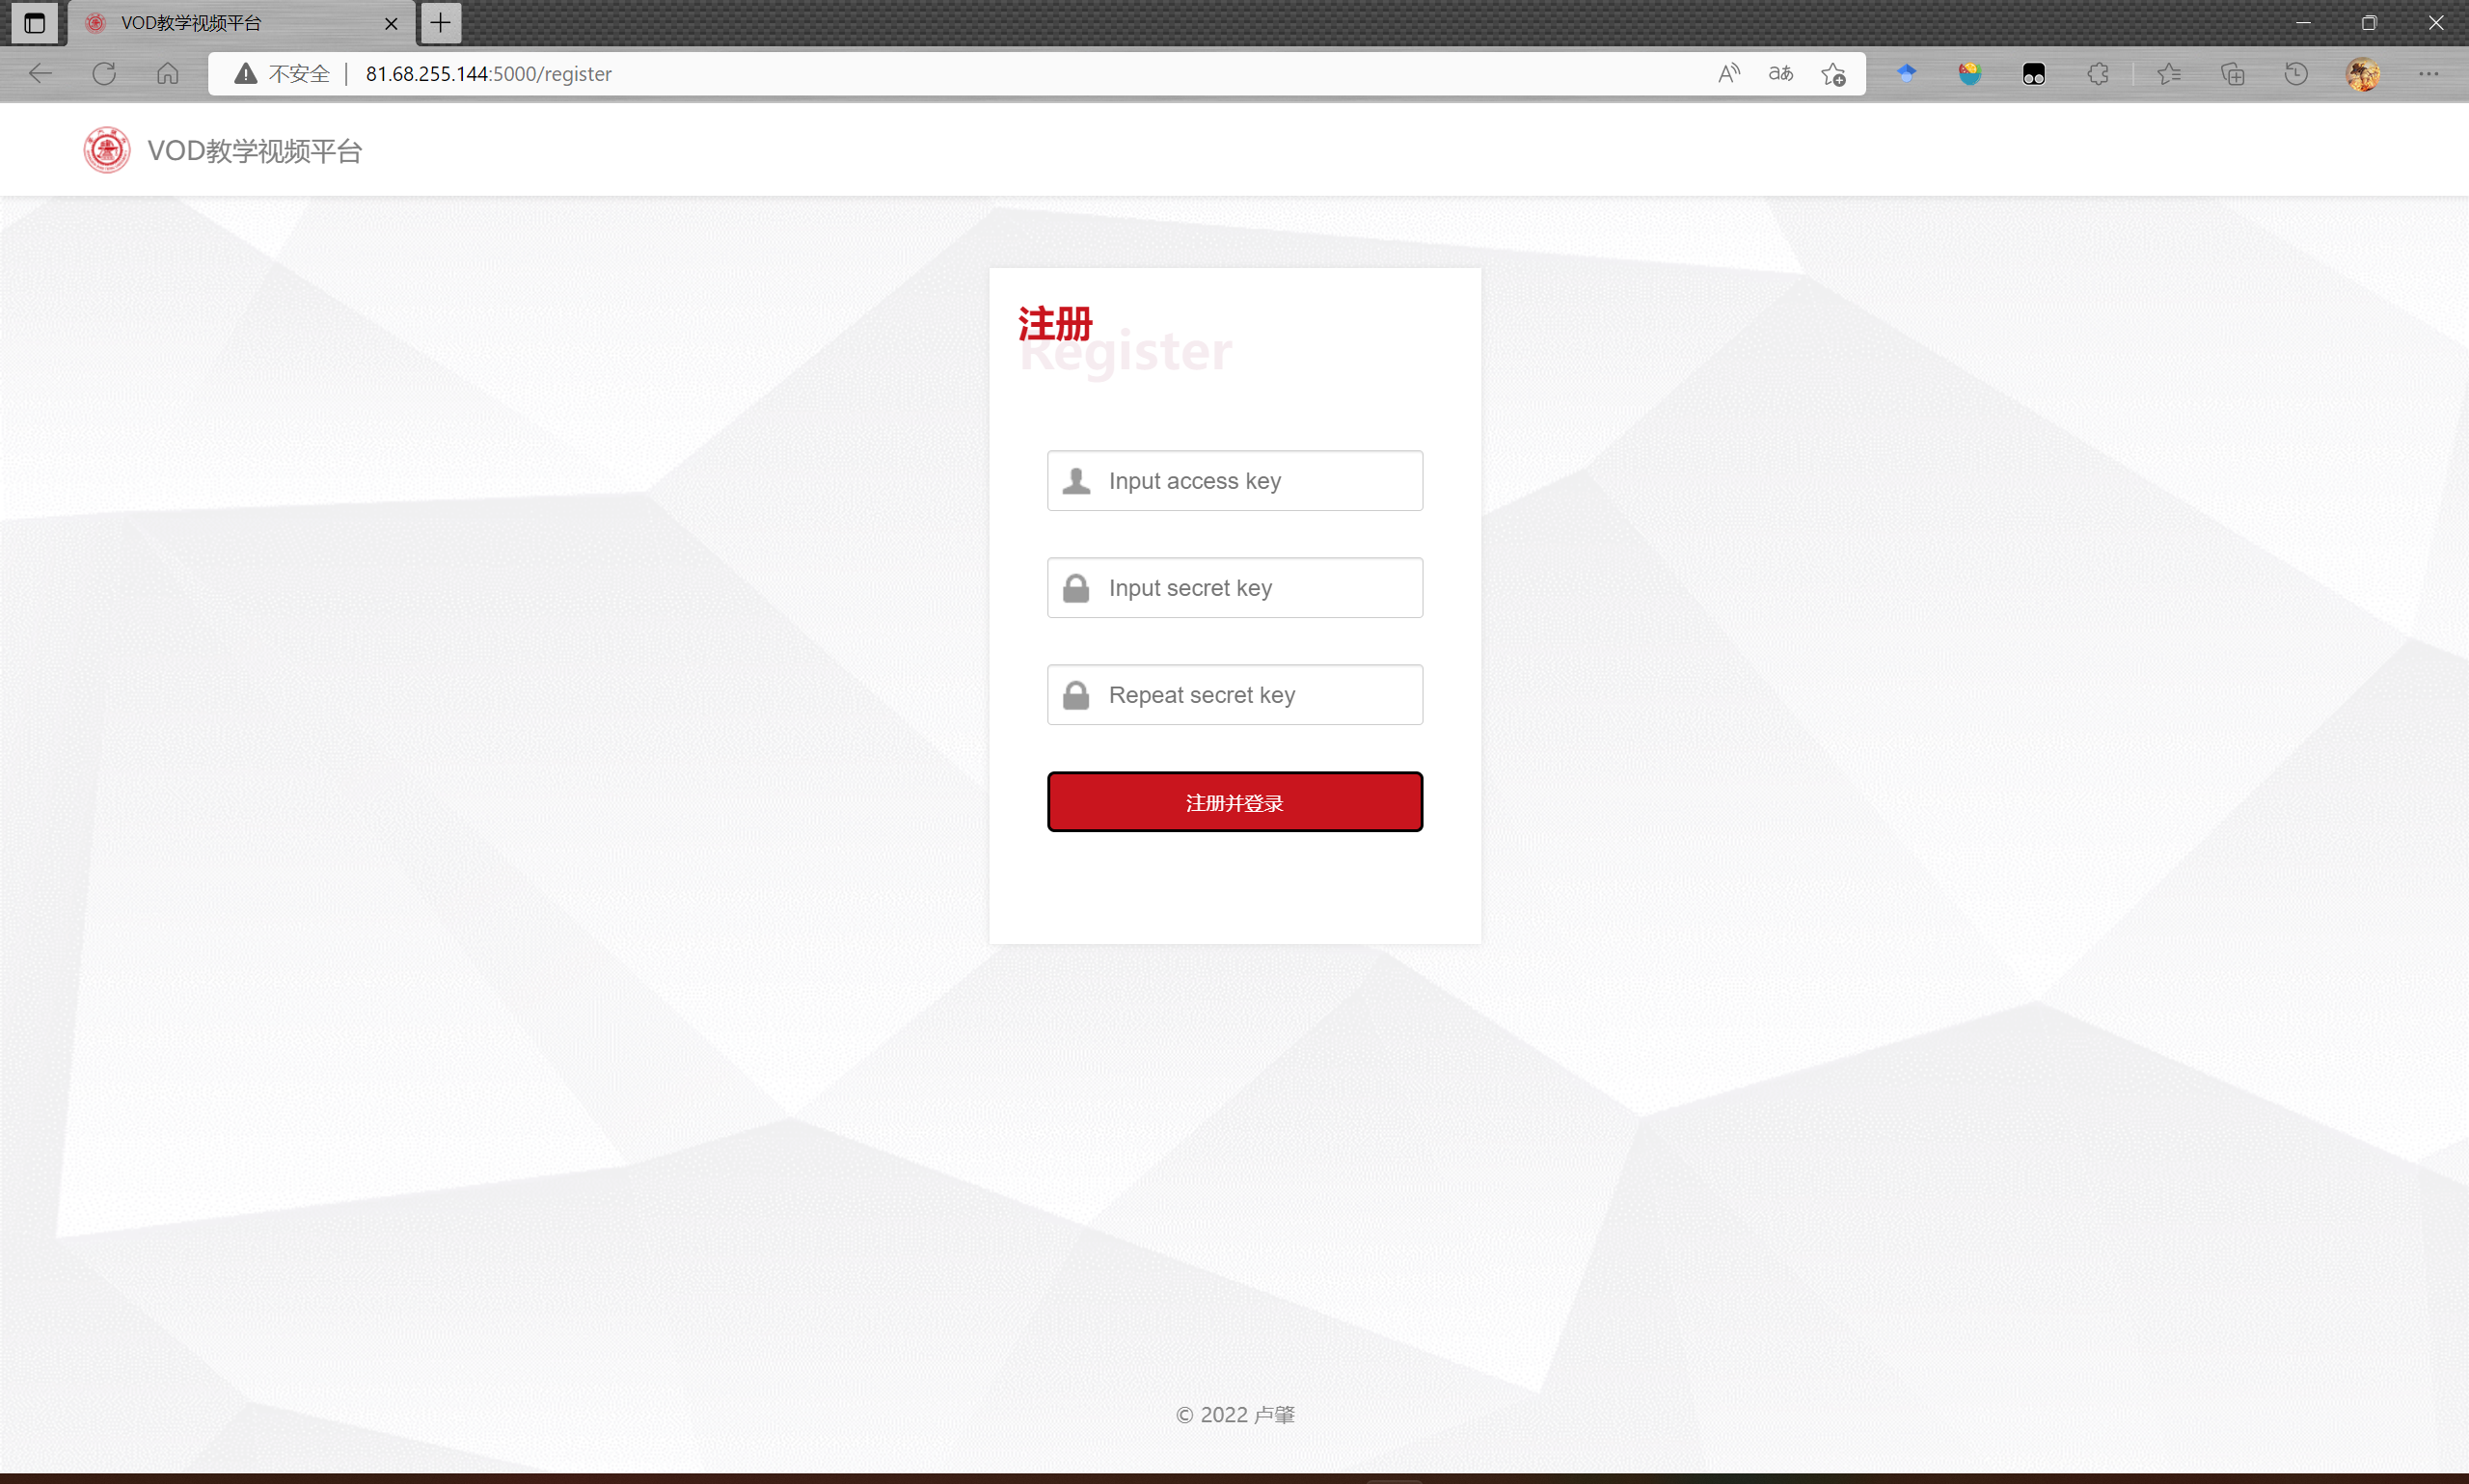 VOD教学视频平台
不安全 81.68.255.144:5000/register
VOD教学视频平台
注册
Register
Input access key
Input secret key
Repeat secret key
注册并登录
© 2022 卢肇